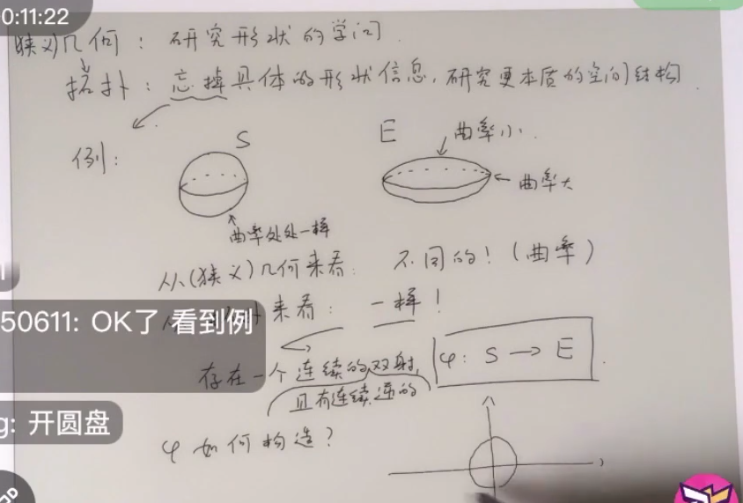 0:11:22
狭义几何：研究形状的学问.
拓扑：忘掉具体的形状信息，研究更本质的空间结构
例：
S
E
曲率小.
曲率大
曲率处处一样
从(狭义)几何来看：不同的！(曲率)
来看：一样！
50611: OK了 看到例
存在一个连续的双射，
且有连续逆的
φ: S → E
g: 开圆盘
φ 如何构造？